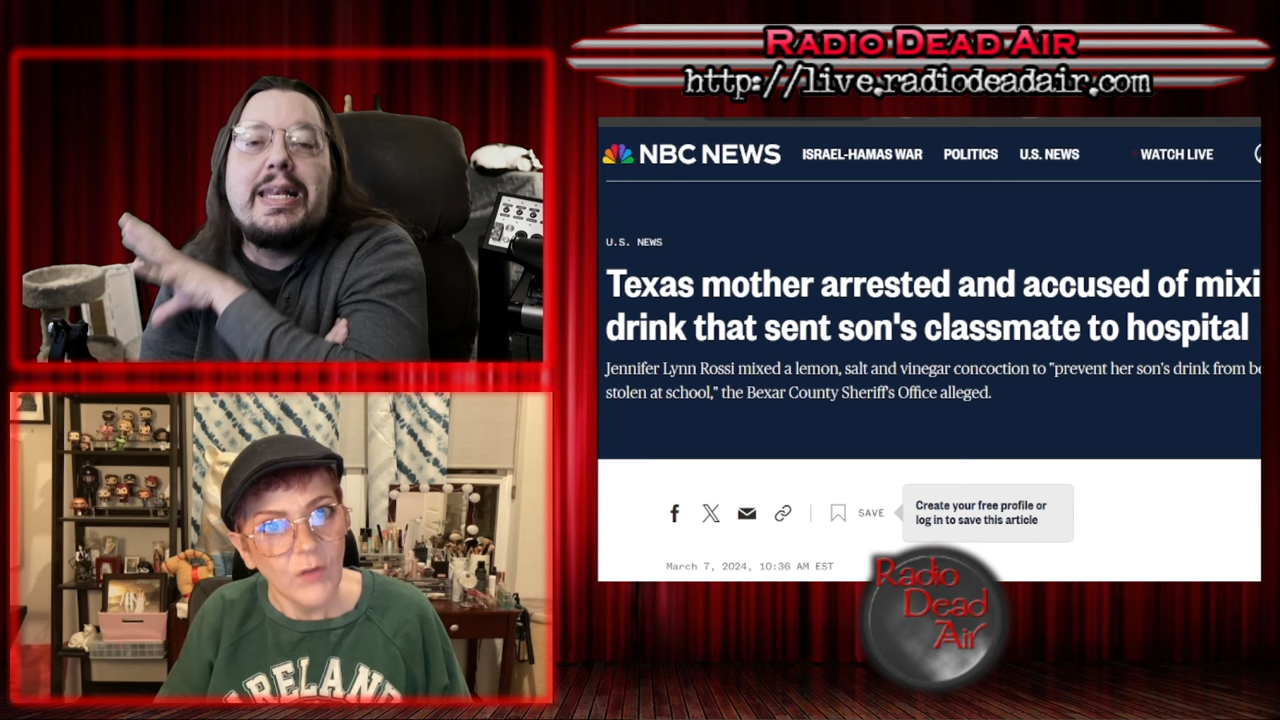 RADIO DEAD AIR
http://live.radiodeadair.com
NBC NEWS ISRAEL-HAMAS WAR POLITICS U.S. NEWS WATCH LIVE
U.S. NEWS
Texas mother arrested and accused of mixi
drink that sent son's classmate to hospital
Jennifer Lynn Rossi mixed a lemon, salt and vinegar concoction to "prevent her son's drink from be
stolen at school," the Bexar County Sheriff's Office alleged.
SAVE
Create your free profile or
log in to save this article
March 7, 2024, 10:36 AM EST
Radio
Dead
Air
IRELAND